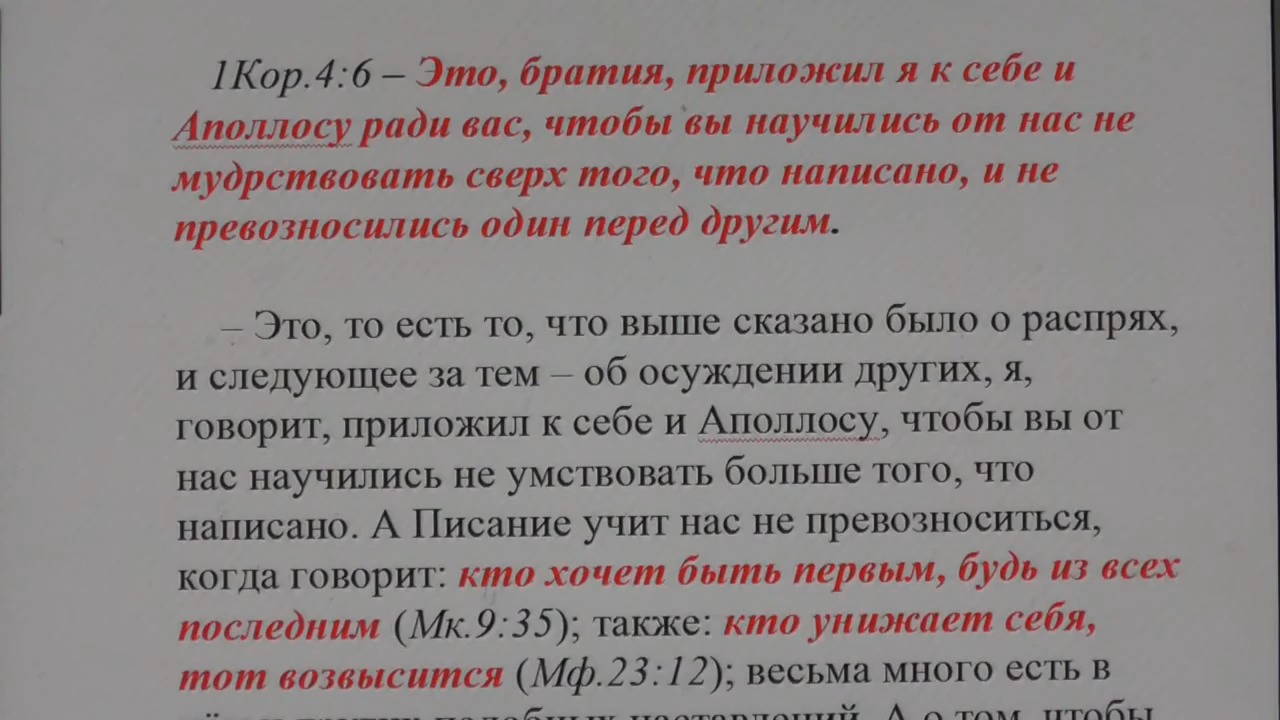 1Кор.4:6 – Это, братия, приложил я к себе и
Аполлосу ради вас, чтобы вы научились от нас не
мудрствовать сверх того, что написано, и не
превозносились один перед другим.
– Это, то есть то, что выше сказано было о распрях,
и следующее за тем – об осуждении других, я,
говорит, приложил к себе и Аполлосу, чтобы вы от
нас научились не умствовать больше того, что
написано. А Писание учит нас не превозноситься,
когда говорит: кто хочет быть первым, будь из всех
последним (Мк.9:35); также: кто унижает себя,
тот возвысится (Мф.23:12); весьма много есть в
подобных наставлений. А о том, чтобы